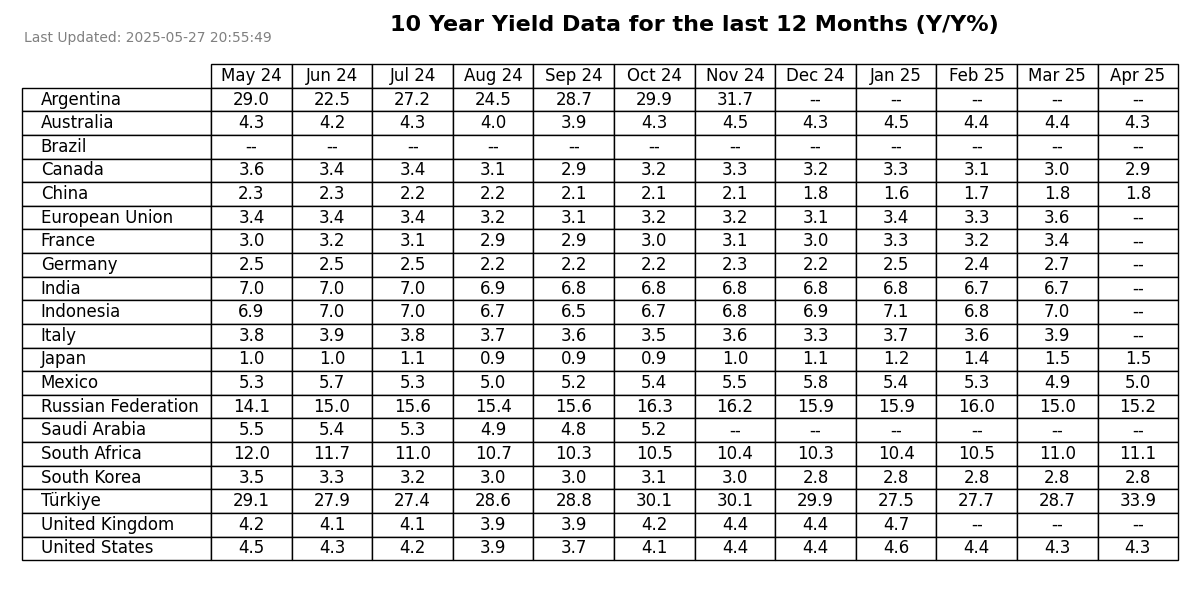 10 Year Yield Data for the last 12 Months (Y/Y%)
Last Updated: 2025-05-27 20:55:49
May 24 Jun 24 Jul 24 Aug 24 Sep 24 Oct 24 Nov 24 Dec 24 Jan 25 Feb 25 Mar 25 Apr 25
Argentina 29.0 22.5 27.2 24.5 28.7 29.9 31.7 -- -- -- -- --
Australia 4.3 4.2 4.3 4.0 3.9 4.3 4.5 4.3 4.5 4.4 4.4 4.3
Brazil -- -- -- -- -- -- -- -- -- -- -- --
Canada 3.6 3.4 3.4 3.1 2.9 3.2 3.3 3.2 3.3 3.1 3.0 2.9
China 2.3 2.3 2.2 2.2 2.1 2.1 2.1 1.8 1.6 1.7 1.8 1.8
European Union 3.4 3.4 3.4 3.2 3.1 3.2 3.2 3.1 3.4 3.3 3.6 --
France 3.0 3.2 3.1 2.9 2.9 3.0 3.1 3.0 3.3 3.2 3.4 --
Germany 2.5 2.5 2.5 2.2 2.2 2.2 2.3 2.2 2.5 2.4 2.7 --
India 7.0 7.0 7.0 6.9 6.8 6.8 6.8 6.8 6.8 6.7 6.7 --
Indonesia 6.9 7.0 7.0 6.7 6.5 6.7 6.8 6.9 7.1 6.8 7.0 --
Italy 3.8 3.9 3.8 3.7 3.6 3.5 3.6 3.3 3.7 3.6 3.9 --
Japan 1.0 1.0 1.1 0.9 0.9 0.9 1.0 1.1 1.2 1.4 1.5 1.5
Mexico 5.3 5.7 5.3 5.0 5.2 5.4 5.5 5.8 5.4 5.3 4.9 5.0
Russian Federation 14.1 15.0 15.6 15.4 15.6 16.3 16.2 15.9 15.9 16.0 15.0 15.2
Saudi Arabia 5.5 5.4 5.3 4.9 4.8 5.2 -- -- -- -- -- --
South Africa 12.0 11.7 11.0 10.7 10.3 10.5 10.4 10.3 10.4 10.5 11.0 11.1
South Korea 3.5 3.3 3.2 3.0 3.0 3.1 3.0 2.8 2.8 2.8 2.8 2.8
Türkiye 29.1 27.9 27.4 28.6 28.8 30.1 30.1 29.9 27.5 27.7 28.7 33.9
United Kingdom 4.2 4.1 4.1 3.9 3.9 4.2 4.4 4.4 4.7 -- -- --
United States 4.5 4.3 4.2 3.9 3.7 4.1 4.4 4.4 4.6 4.4 4.3 4.3